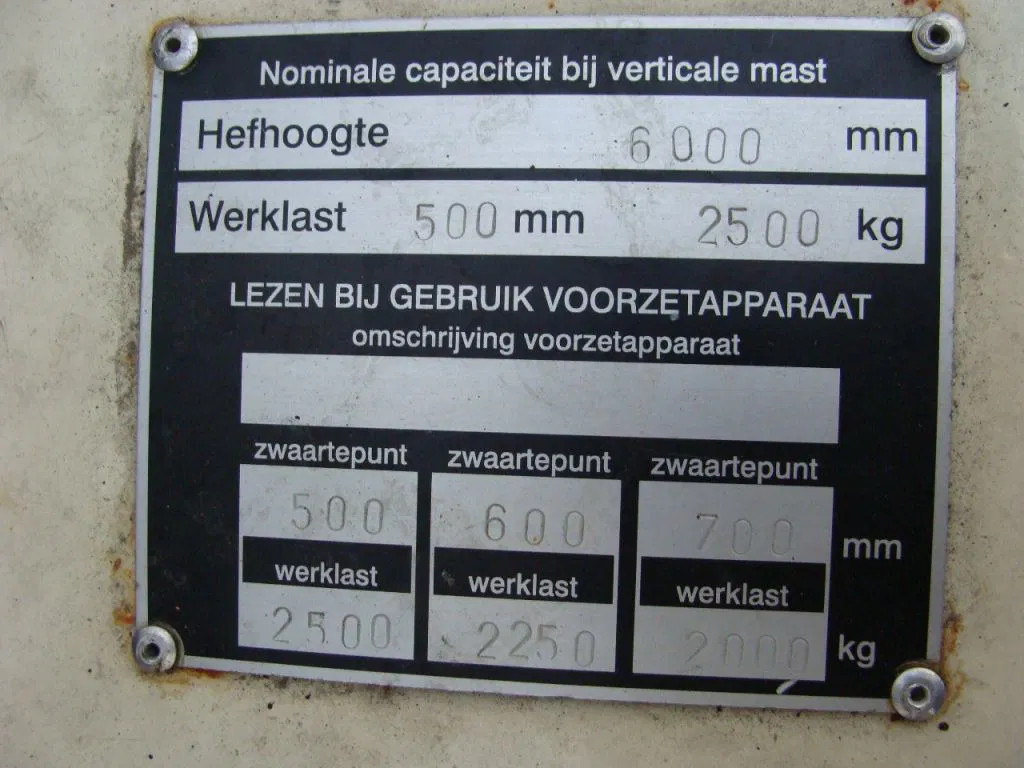 Nominale capaciteit bij verticale mast
Hefhoogte 6000 mm
Werklast 500 mm 2500 kg
LEZEN BIJ GEBRUIK VOORZETAPPARAAT
omschrijving voorzetapparaat
zwaartepunt zwaartepunt zwaartepunt
500 600 700 mm
werklast werklast werklast
2500 2250 2000 kg